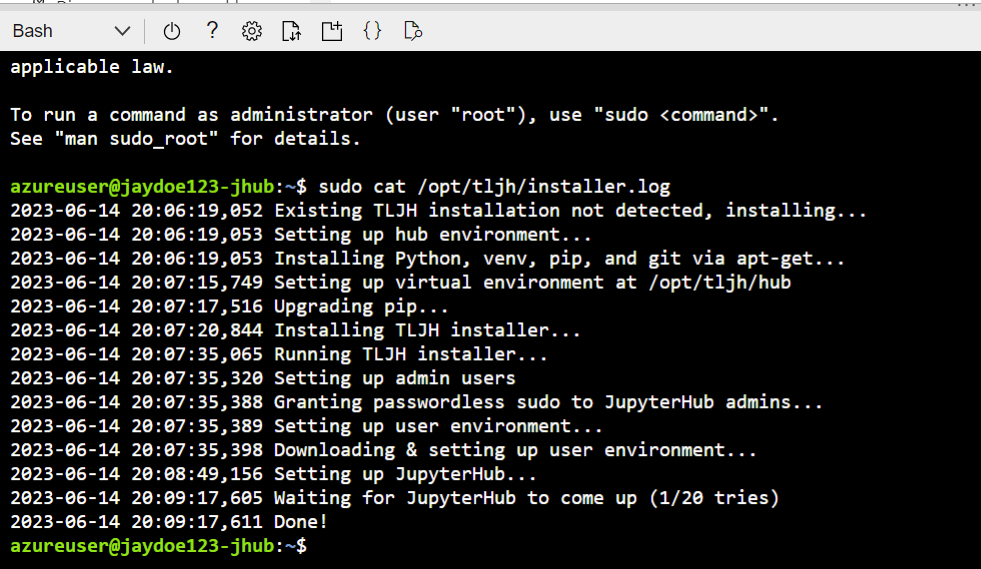 Bash
?
{}
applicable law.
To run a command as administrator (user "root"), use "sudo <command>".
See "man sudo_root" for details.
azureuser@jaydoe123-jhub:~$ sudo cat /opt/tljh/installer.log
2023-06-14 20:06:19,052 Existing TLJH installation not detected, installing...
2023-06-14 20:06:19,053 Setting up hub environment...
2023-06-14 20:06:19,053 Installing Python, venv, pip, and git via apt-get...
2023-06-14 20:07:15,749 Setting up virtual environment at /opt/tljh/hub
2023-06-14 20:07:17,516 Upgrading pip...
2023-06-14 20:07:20,844 Installing TLJH installer...
2023-06-14 20:07:35,065 Running TLJH installer...
2023-06-14 20:07:35,320 Setting up admin users
2023-06-14 20:07:35,388 Granting passwordless sudo to JupyterHub admins...
2023-06-14 20:07:35,389 Setting up user environment...
2023-06-14 20:07:35,398 Downloading & setting up user environment...
2023-06-14 20:08:49,156 Setting up JupyterHub...
2023-06-14 20:09:17,605 Waiting for JupyterHub to come up (1/20 tries)
2023-06-14 20:09:17,611 Done!
azureuser@jaydoe123-jhub:~$